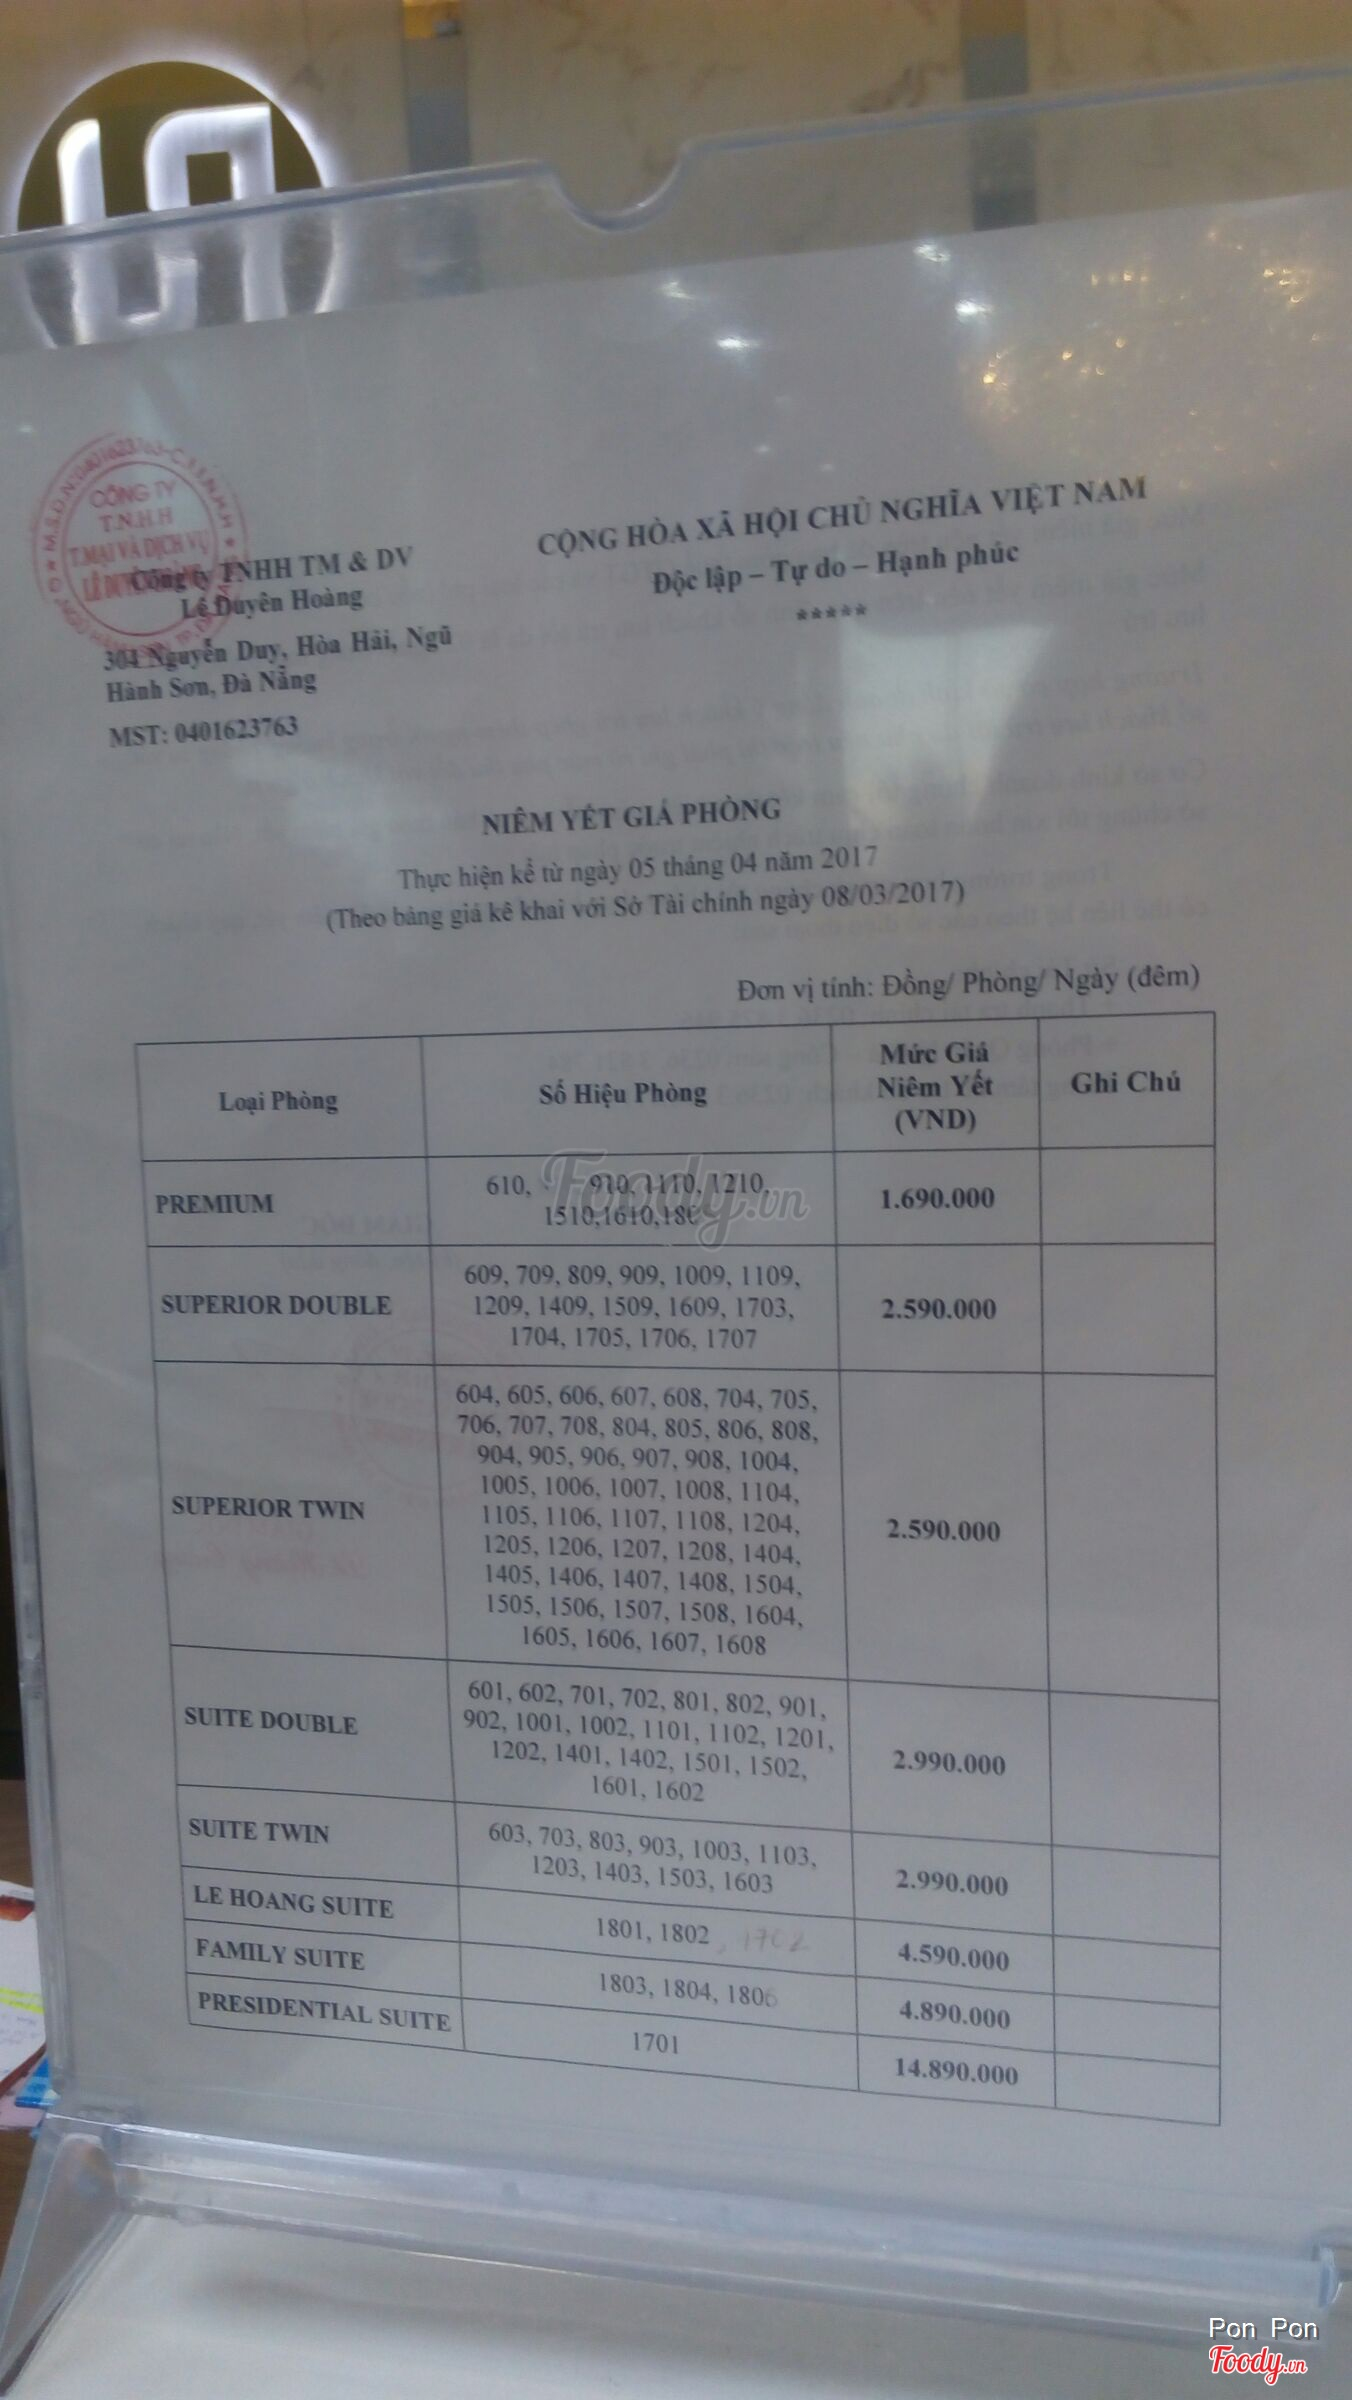 CÔNG TY
T.N.H.H
T.MẠI VÀ DỊCH VỤ
Công ty TNHH TM & DV
Lê Duyên Hoàng
304 Nguyễn Duy, Hòa Hải, Ngũ
Hành Sơn, Đà Nẵng
MST: 0401623763
CỘNG HÒA XÃ HỘI CHỦ NGHĨA VIỆT NAM
Độc lập – Tự do – Hạnh phúc
*****
NIÊM YẾT GIÁ PHÒNG
Thực hiện kể từ ngày 05 tháng 04 năm 2017
(Theo bảng giá kê khai với Sở Tài chính ngày 08/03/2017)
Đơn vị tính: Đồng/ Phòng/ Ngày (đêm)
Loại Phòng
Số Hiệu Phòng
Mức Giá
Niêm Yết
(VND)
Ghi Chú
PREMIUM
610, 910, 1110, 1210,
1510,1610,
1.690.000
SUPERIOR DOUBLE
609, 709, 809, 909, 1009, 1109,
1209, 1409, 1509, 1609, 1703,
1704, 1705, 1706, 1707
2.590.000
SUPERIOR TWIN
604, 605, 606, 607, 608, 704, 705,
706, 707, 708, 804, 805, 806, 808,
904, 905, 906, 907, 908, 1004,
1005, 1006, 1007, 1008, 1104,
1105, 1106, 1107, 1108, 1204,
1205, 1206, 1207, 1208, 1404,
1405, 1406, 1407, 1408, 1504,
1505, 1506, 1507, 1508, 1604,
1605, 1606, 1607, 1608
2.590.000
SUITE DOUBLE
601, 602, 701, 702, 801, 802, 901,
902, 1001, 1002, 1101, 1102, 1201,
1202, 1401, 1402, 1501, 1502,
1601, 1602
2.990.000
SUITE TWIN
603, 703, 803, 903, 1003, 1103,
1203, 1403, 1503, 1603
2.990.000
LE HOANG SUITE
1801, 1802, 1702
4.590.000
FAMILY SUITE
1803, 1804, 1806
4.890.000
PRESIDENTIAL SUITE
1701
14.890.000
Foody.vn
Pon Pon
Foody.vn